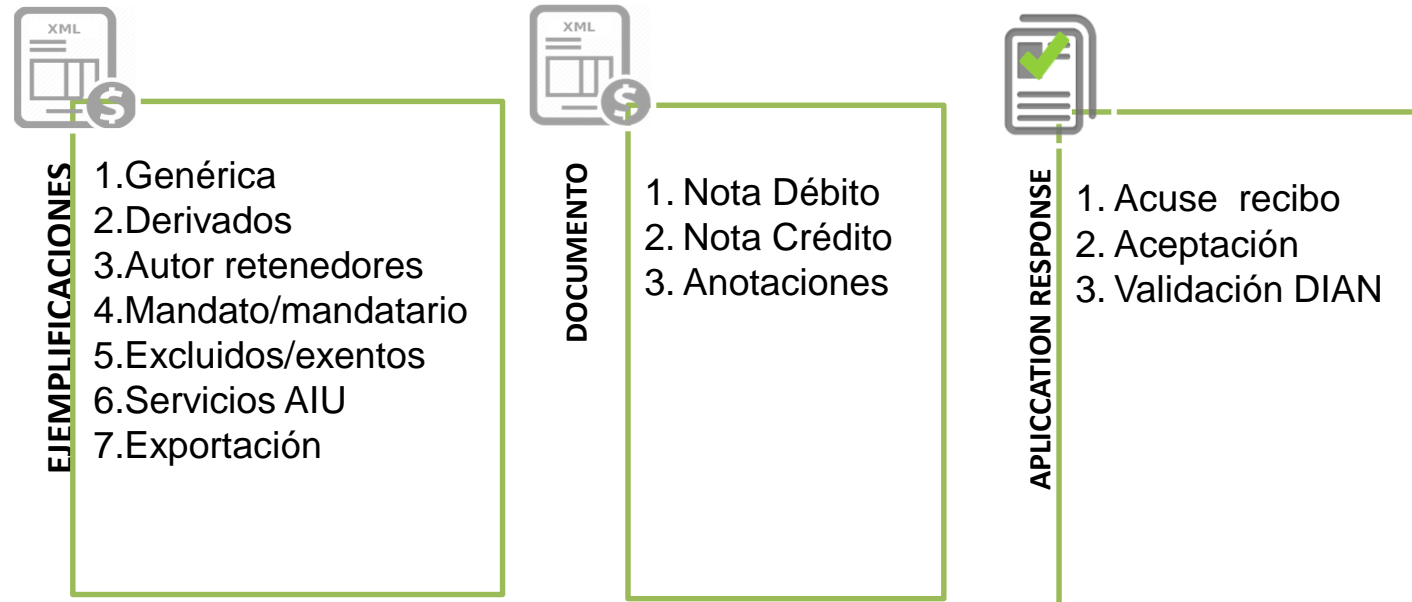 XML
EJEMPLIFICACIONES
1.Genérica
2.Derivados
3.Autor retenedores
4.Mandato/mandatario
5.Excluidos/exentos
6.Servicios AIU
7.Exportación
XML
DOCUMENTO
1. Nota Débito
2. Nota Crédito
3. Anotaciones
APLICCATION RESPONSE
1. Acuse recibo
2. Aceptación
3. Validación DIAN